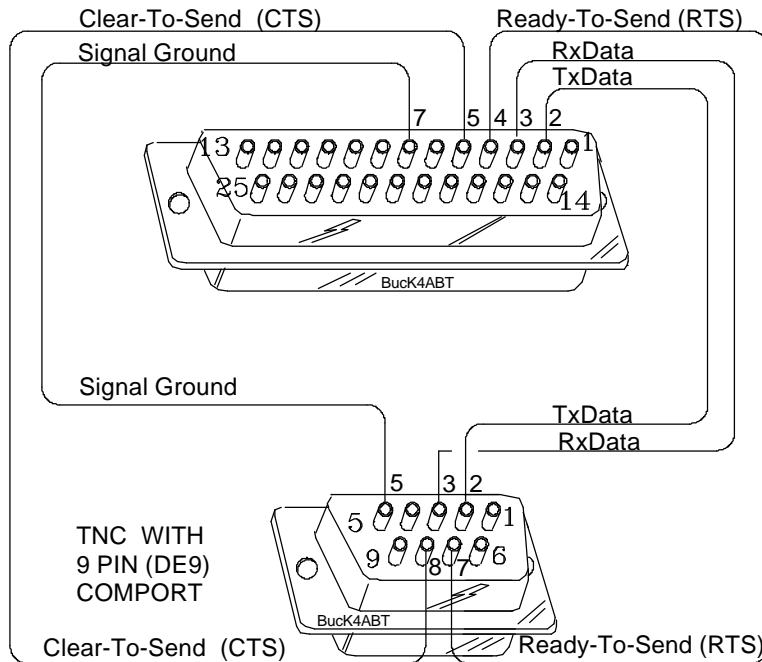 Clear-To-Send (CTS)
Ready-To-Send (RTS)
Signal Ground
RxData
TxData
7 5 4 3 2
13
1
25
14
BucK4ABT
Signal Ground
TxData
RxData
5 3 2
5
1
9
6
8
7
TNC WITH
9 PIN (DE9)
COMPORT
BucK4ABT
Clear-To-Send (CTS)
Ready-To-Send (RTS)